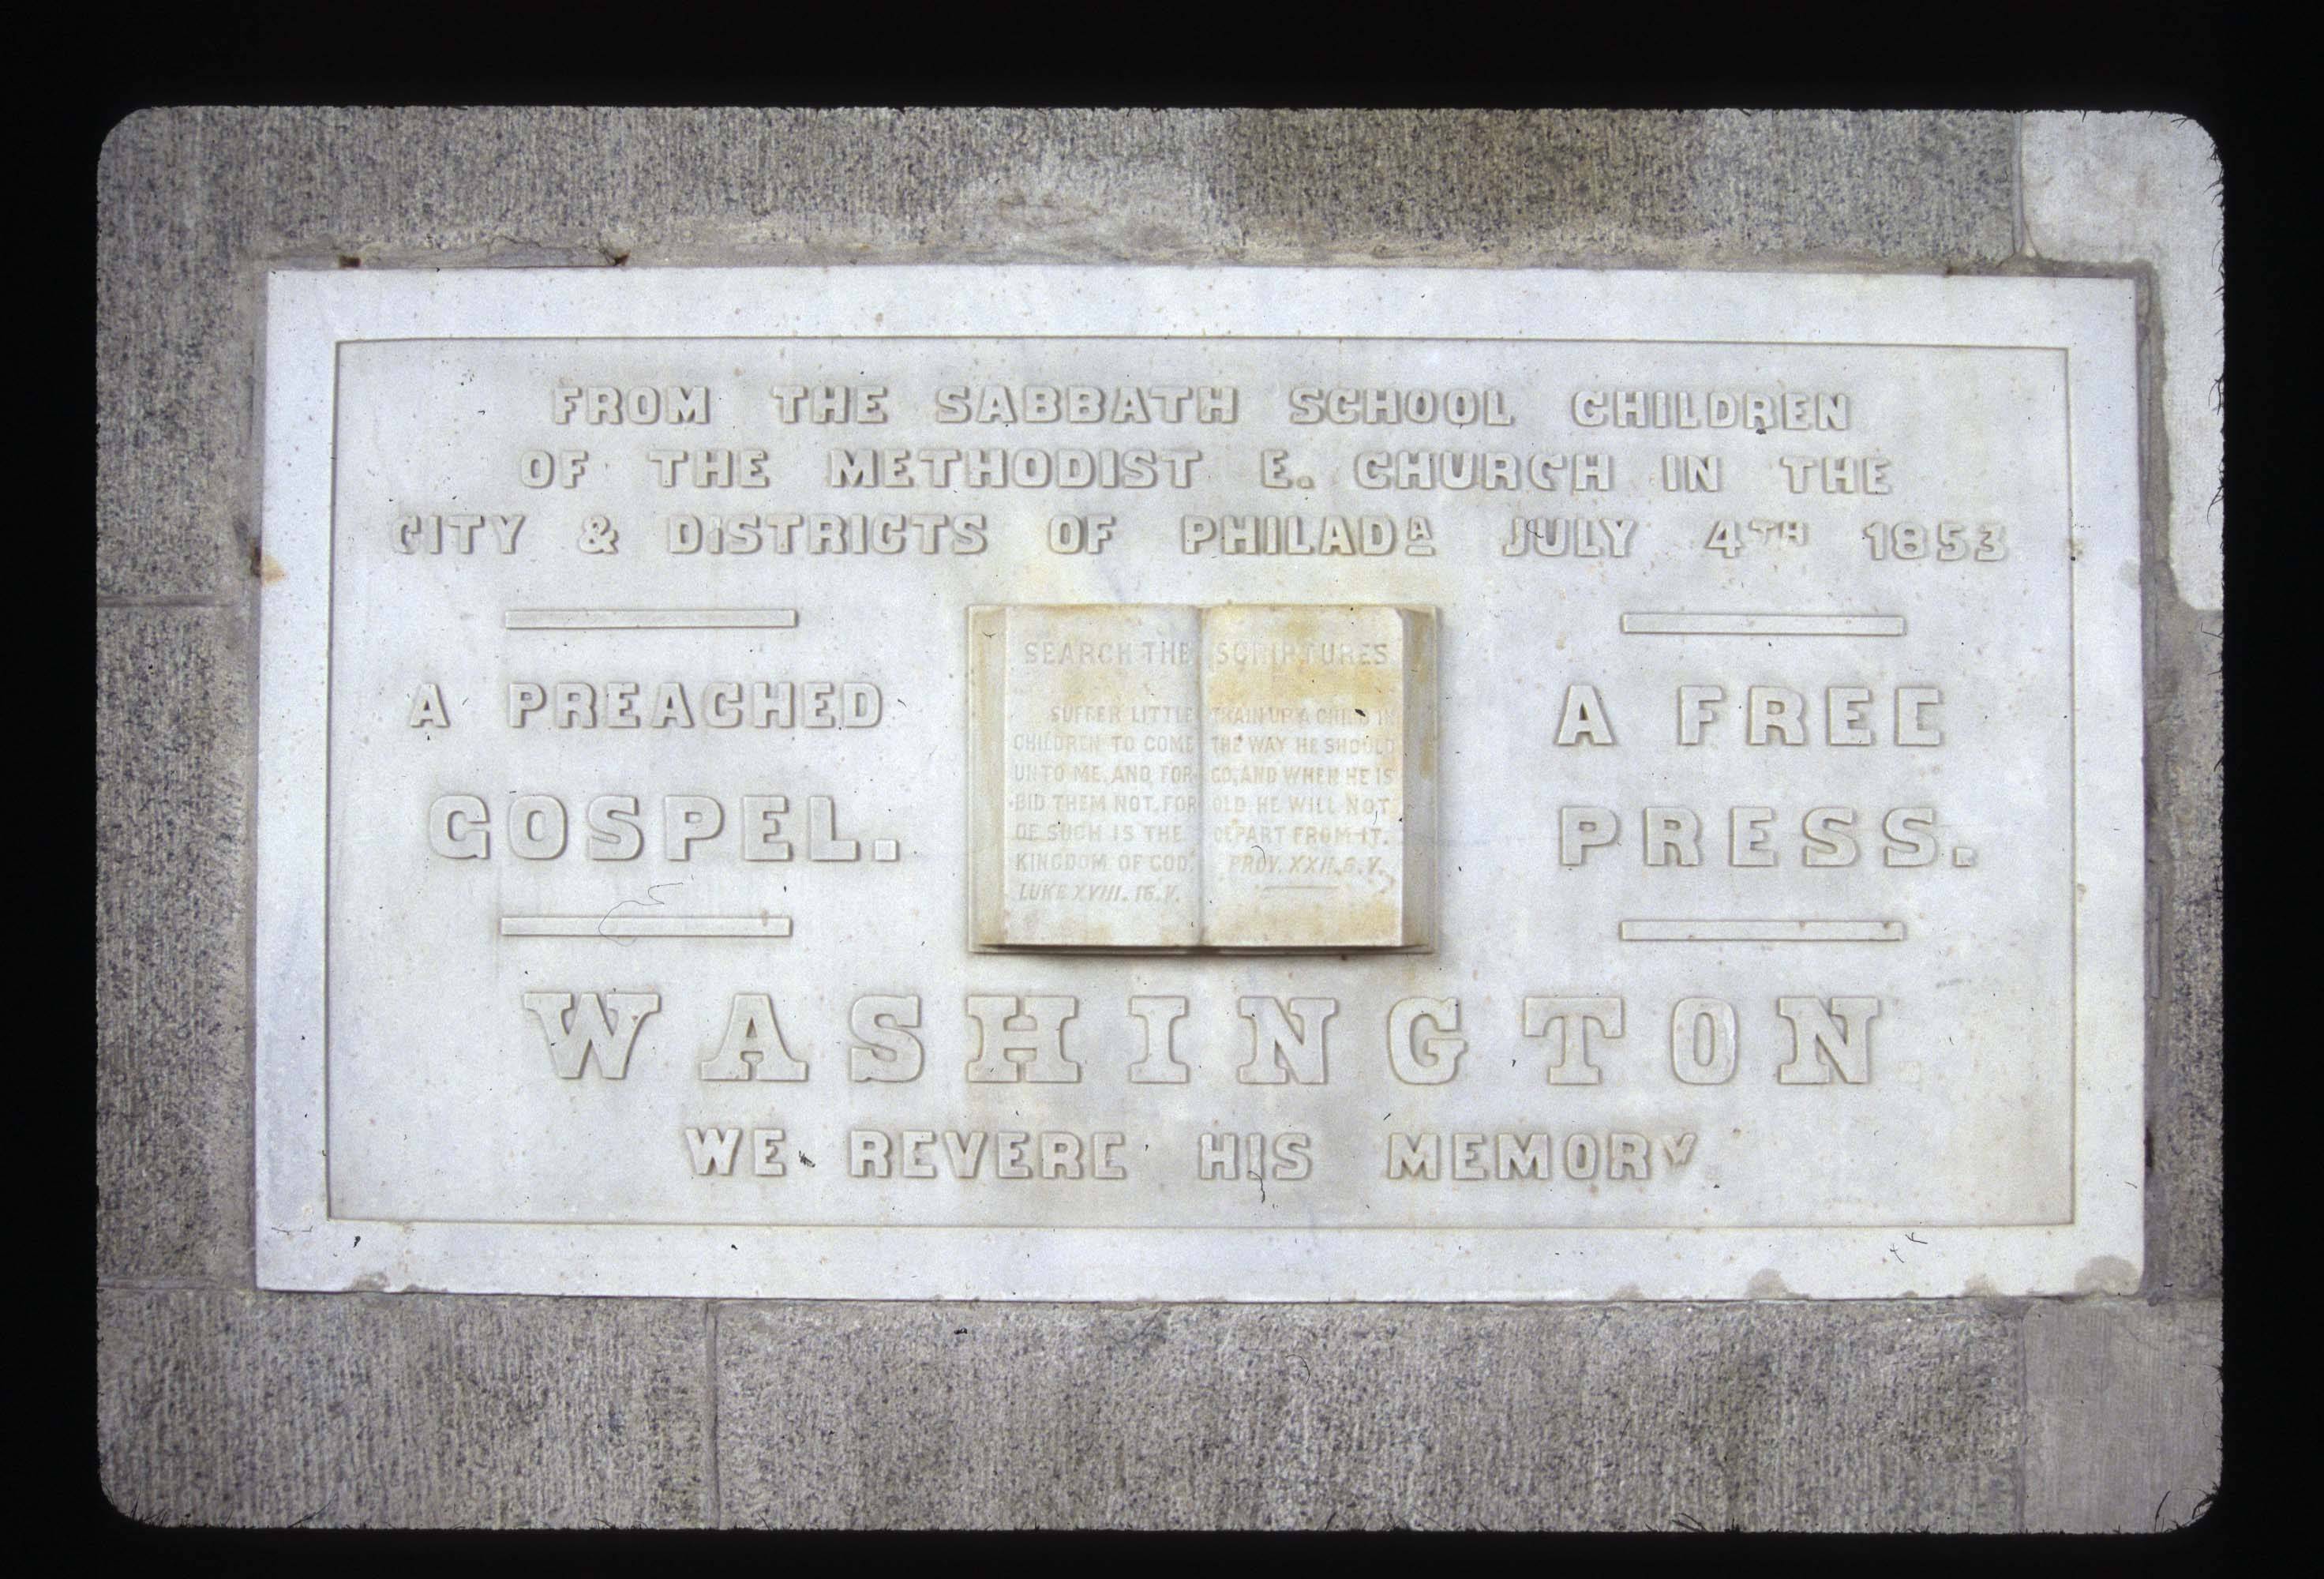 FROM THE SABBATH SCHOOL CHILDREN
OF THE METHODIST E. CHURCH IN THE
CITY & DISTRICTS OF PHILADA JULY 4TH 1853
A PREACHED
GOSPEL.
SEARCH THE SCRIPTURES
SUFFER LITTLE
CHILDREN TO COME
UNTO ME, AND FOR-
BID THEM NOT, FOR
OF SUCH IS THE
KINGDOM OF GOD.
LUKE XVIII. 16. V.
TRAIN UP A CHILD IN
THE WAY HE SHOULD
GO, AND WHEN HE IS
OLD HE WILL NOT
DEPART FROM IT.
PROV. XXII. 6. V.
A FREE
PRESS.
WASHINGTON
WE REVERE HIS MEMORY